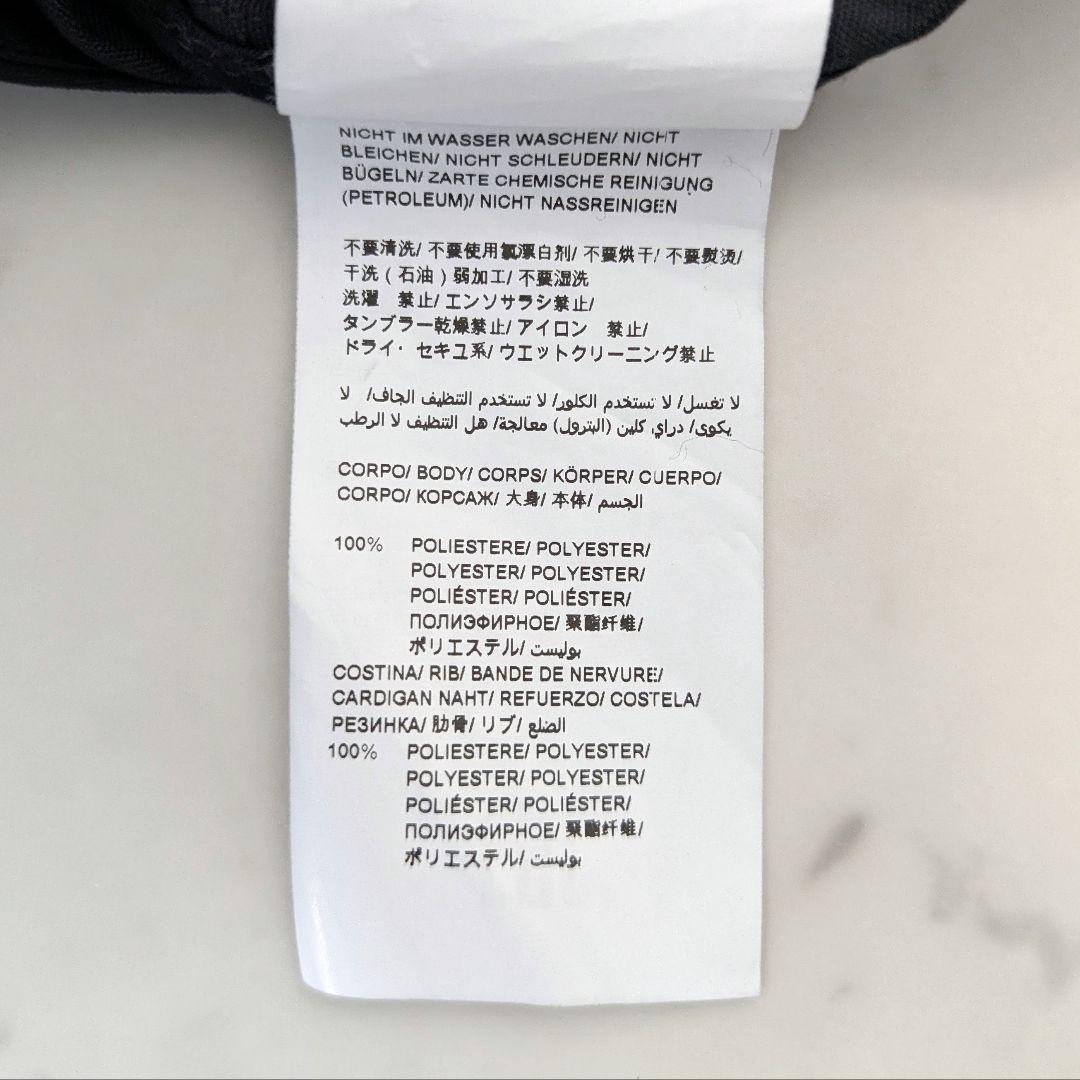 NICHT IM WASSER WASCHEN/ NICHT
BLEICHEN/ NICHT SCHLEUDERN/ NICHT
BÜGELN/ ZARTE CHEMISCHE REINIGUNG
(PETROLEUM)/ NICHT NASSREINIGEN
不要清洗/ 不要使用氯漂白剂/ 不要烘干/ 不要熨烫/
干洗 ( 石油 ) 弱加工/ 不要湿洗
洗濯 禁止/ エンソサラシ禁止/
タンブラー乾燥禁止/ アイロン 禁止/
ドライ・ セキユ系/ ウエットクリーニング禁止
لا تغسل/ لا تستخدم الكلور/ لا تستخدم التنظيف الجاف/ لا
يكوى/ دراي كلين (البترول) معالجة/ هل التنظيف لا الرطب
CORPO/ BODY/ CORPS/ KÖRPER/ CUERPO/
CORPO/ КОРСАЖ/ 大身/ 本体/ الجسم
100% POLIESTERE/ POLYESTER/
POLYESTER/ POLYESTER/
POLIÉSTER/ POLIÉSTER/
ПОЛИЭФИРНОЕ/ 聚酯纤维/
ポリエステル/ بوليست
COSTINA/ RIB/ BANDE DE NERVURE/
CARDIGAN NAHT/ REFUERZO/ COSTELA/
РЕЗИНКА/ 肋骨/ リブ/ الضلع
100% POLIESTERE/ POLYESTER/
POLYESTER/ POLYESTER/
POLIÉSTER/ POLIÉSTER/
ПОЛИЭФИРНОЕ/ 聚酯纤维/
ポリエステル/ بوليست